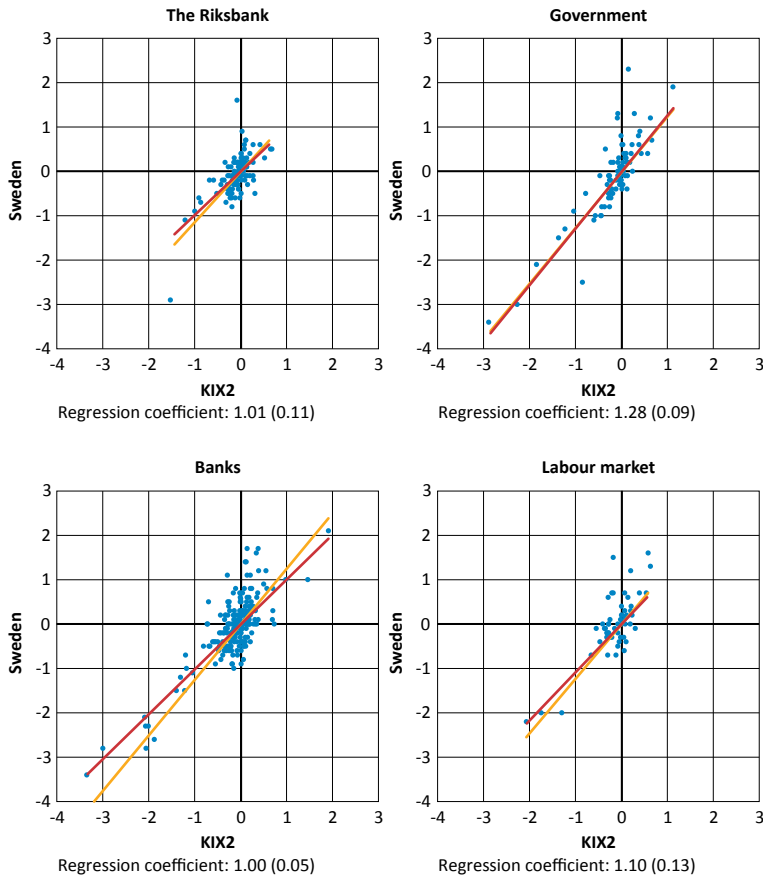 The Riksbank
3
2
1
0
-1
-2
-3
-4
Sweden
-4 -3 -2 -1 0 1 2 3
KIX2
Regression coefficient: 1.01 (0.11)
Government
3
2
1
0
-1
-2
-3
-4
Sweden
-4 -3 -2 -1 0 1 2 3
KIX2
Regression coefficient: 1.28 (0.09)
Banks
3
2
1
0
-1
-2
-3
-4
Sweden
-4 -3 -2 -1 0 1 2 3
KIX2
Regression coefficient: 1.00 (0.05)
Labour market
3
2
1
0
-1
-2
-3
-4
Sweden
-4 -3 -2 -1 0 1 2 3
KIX2
Regression coefficient: 1.10 (0.13)